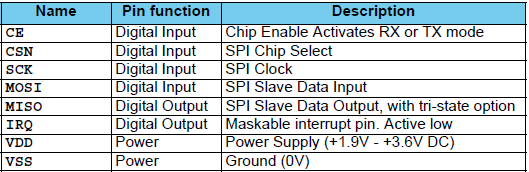 Name Pin function Description
CE Digital Input Chip Enable Activates RX or TX mode
CSN Digital Input SPI Chip Select
SCK Digital Input SPI Clock
MOSI Digital Input SPI Slave Data Input
MISO Digital Output SPI Slave Data Output, with tri-state option
IRQ Digital Output Maskable interrupt pin. Active low
VDD Power Power Supply (+1.9V - +3.6V DC)
VSS Power Ground (0V)